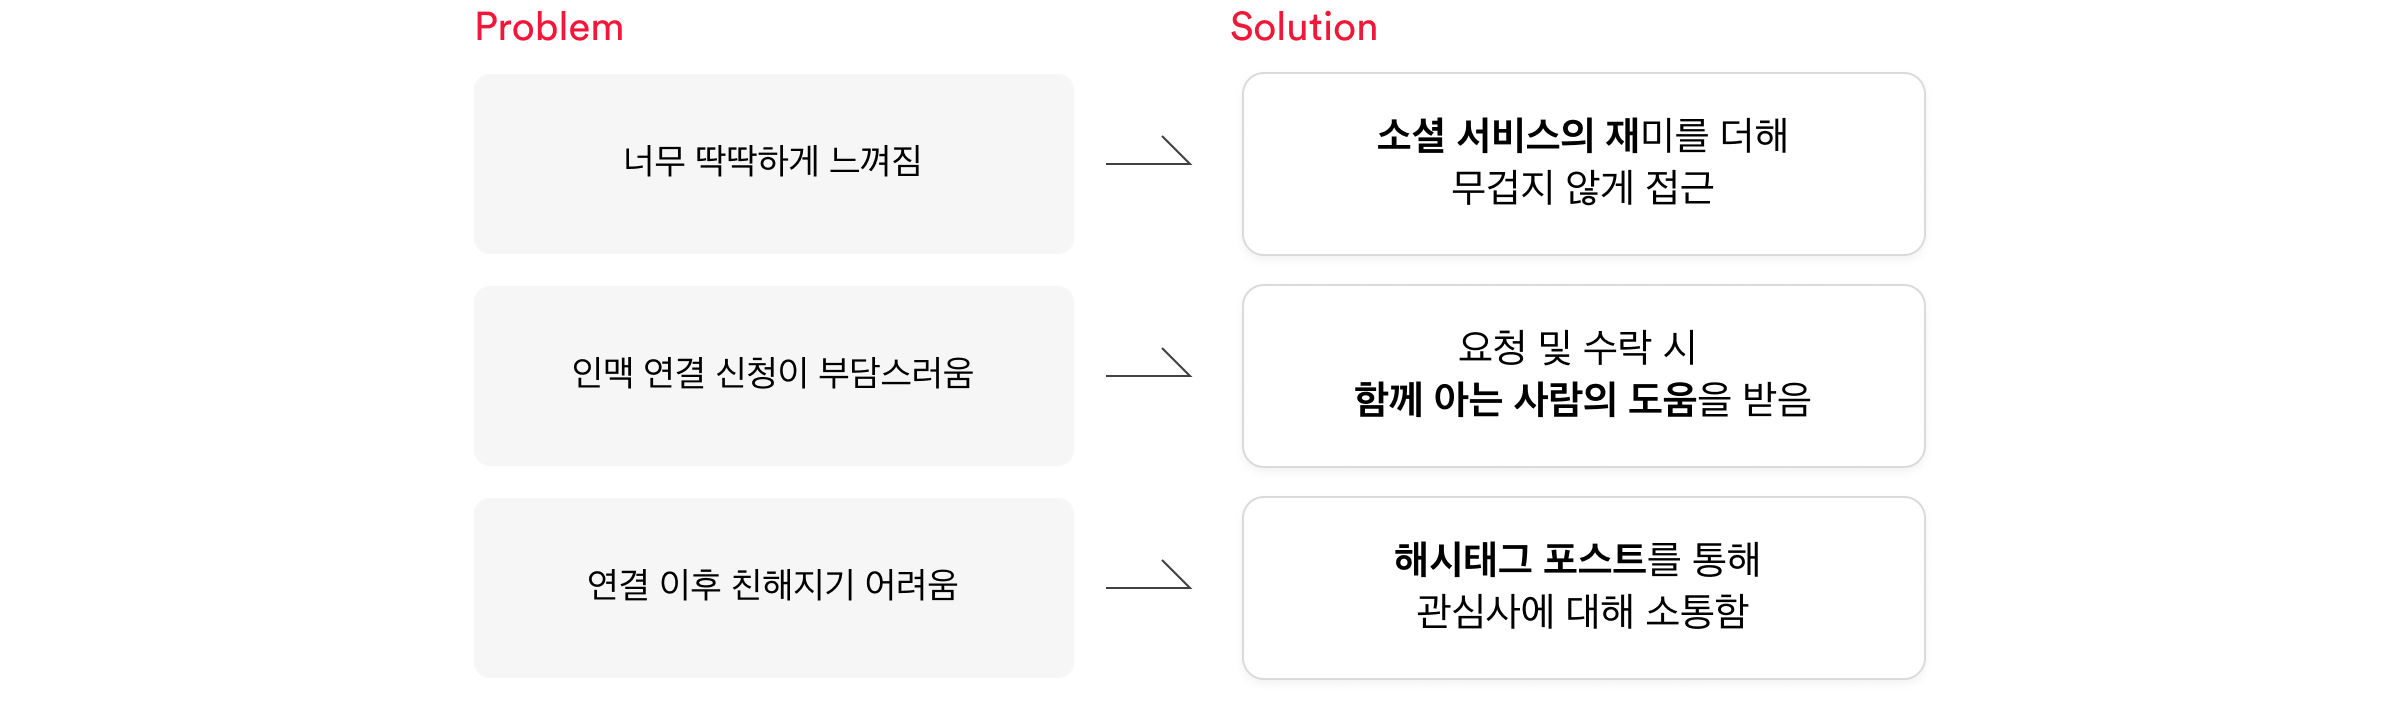 Problem
Solution
너무 딱딱하게 느껴짐
소셜 서비스의 재미를 더해
무겁지 않게 접근
인맥 연결 신청이 부담스러움
요청 및 수락 시
함께 아는 사람의 도움을 받음
연결 이후 친해지기 어려움
해시태그 포스트를 통해
관심사에 대해 소통함